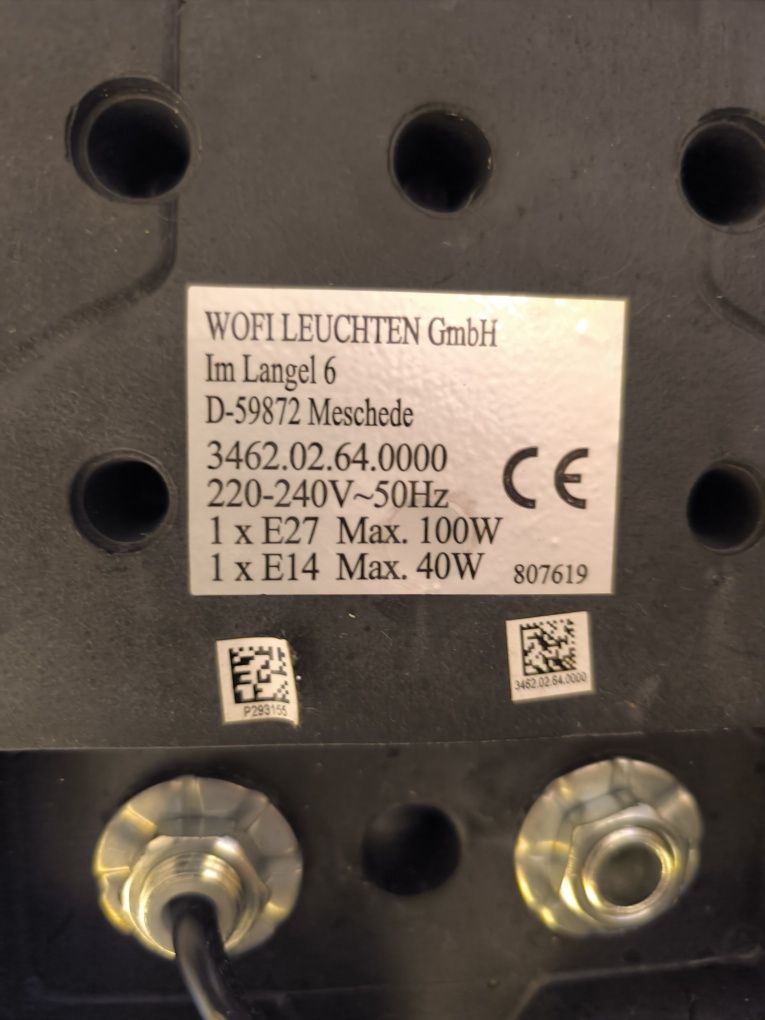 WOFI LEUCHTEN GmbH
Im Langel 6
D-59872 Meschede
3462.02.64.0000
220-240V~50Hz
CE
1 x E27 Max. 100W
1 x E14 Max. 40W
807619
P293155
3462.02.64.0000